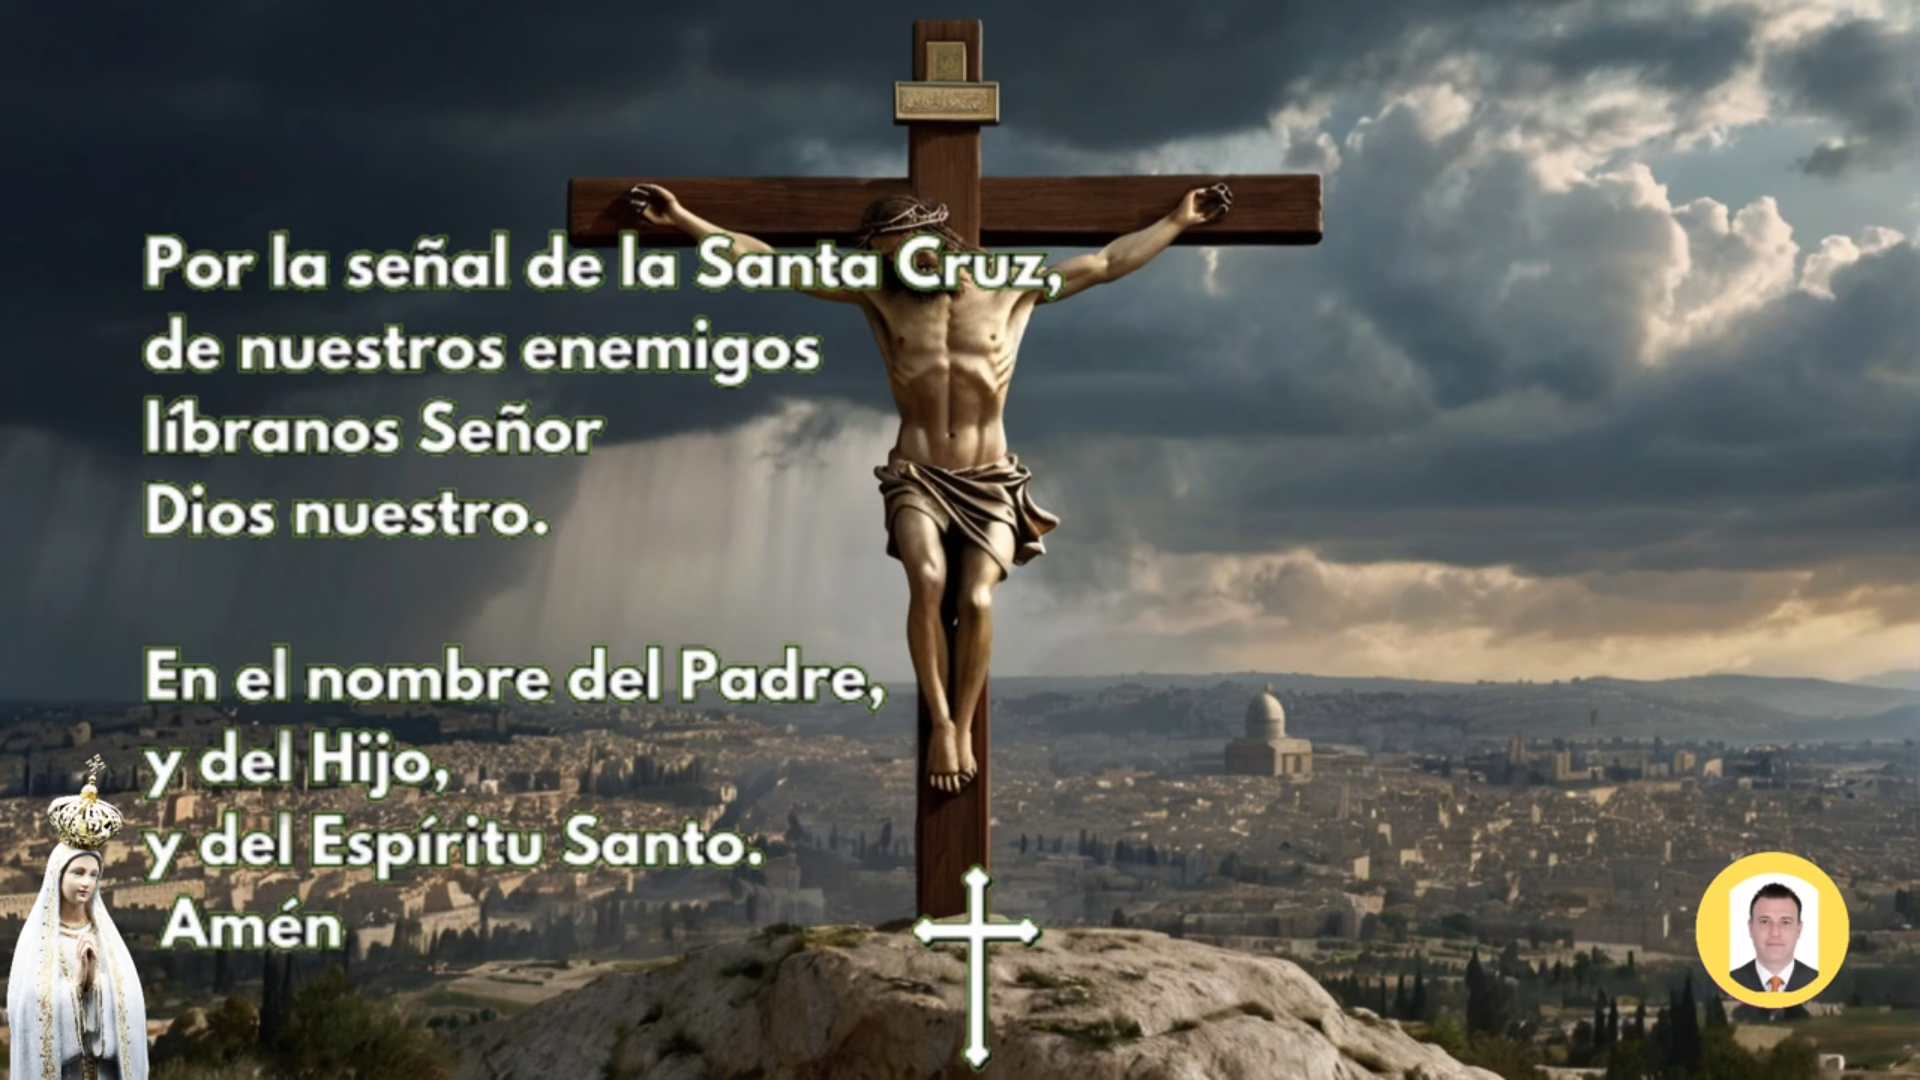 Por la señal de la Santa Cruz,
de nuestros enemigos
líbranos Señor
Dios nuestro.
En el nombre del Padre,
y del Hijo,
y del Espíritu Santo.
Amén